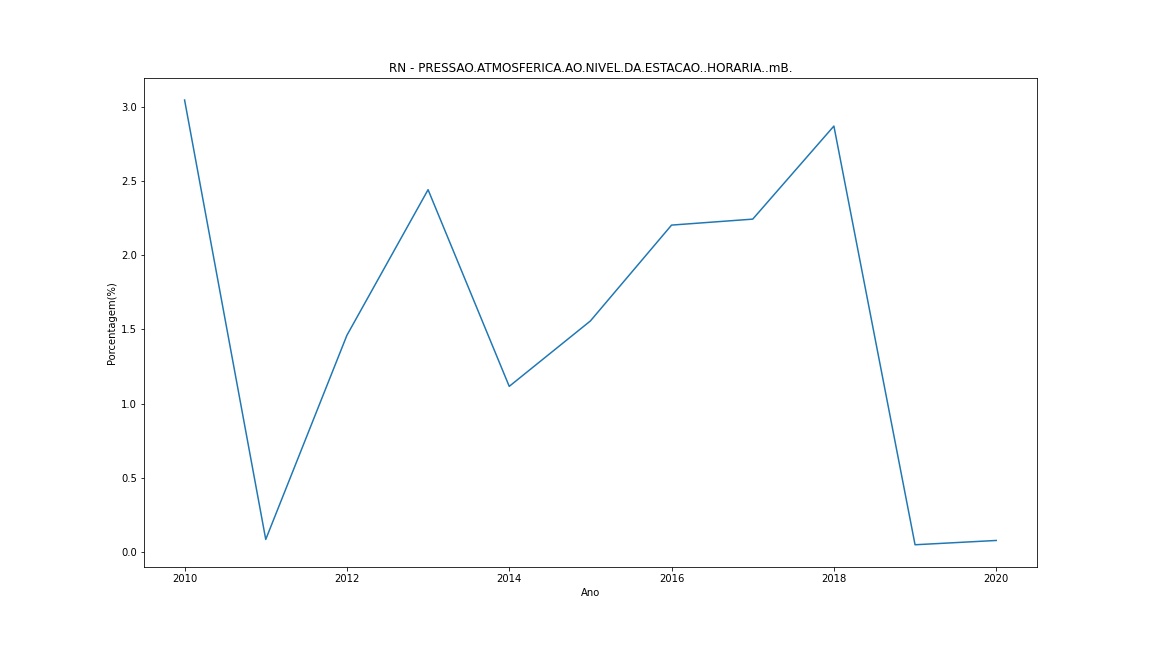 RN - PRESSAO.ATMOSFERICA.AO.NIVEL.DA.ESTACAO..HORARIA..mB.
3.0
2.5
2.0
1.5
1.0
0.5
0.0
Porcentagem(%)
2010 2012 2014 2016 2018 2020
Ano